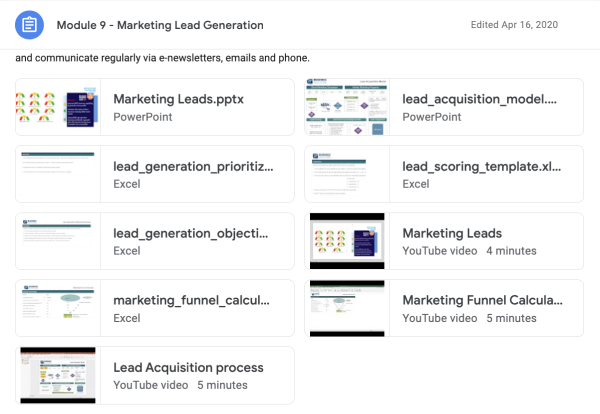 Module 9 - Marketing Lead Generation
Edited Apr 16, 2020
and communicate regularly via e-newsletters, emails and phone.
Marketing Leads.pptx
PowerPoint
lead_acquisition_model....
PowerPoint
lead_generation_prioritiz...
Excel
lead_scoring_template.xl...
Excel
lead_generation_objecti...
Excel
Marketing Leads
YouTube video 4 minutes
marketing_funnel_calcul...
Excel
Marketing Funnel Calcula...
YouTube video 5 minutes
Lead Acquisition process
YouTube video 5 minutes